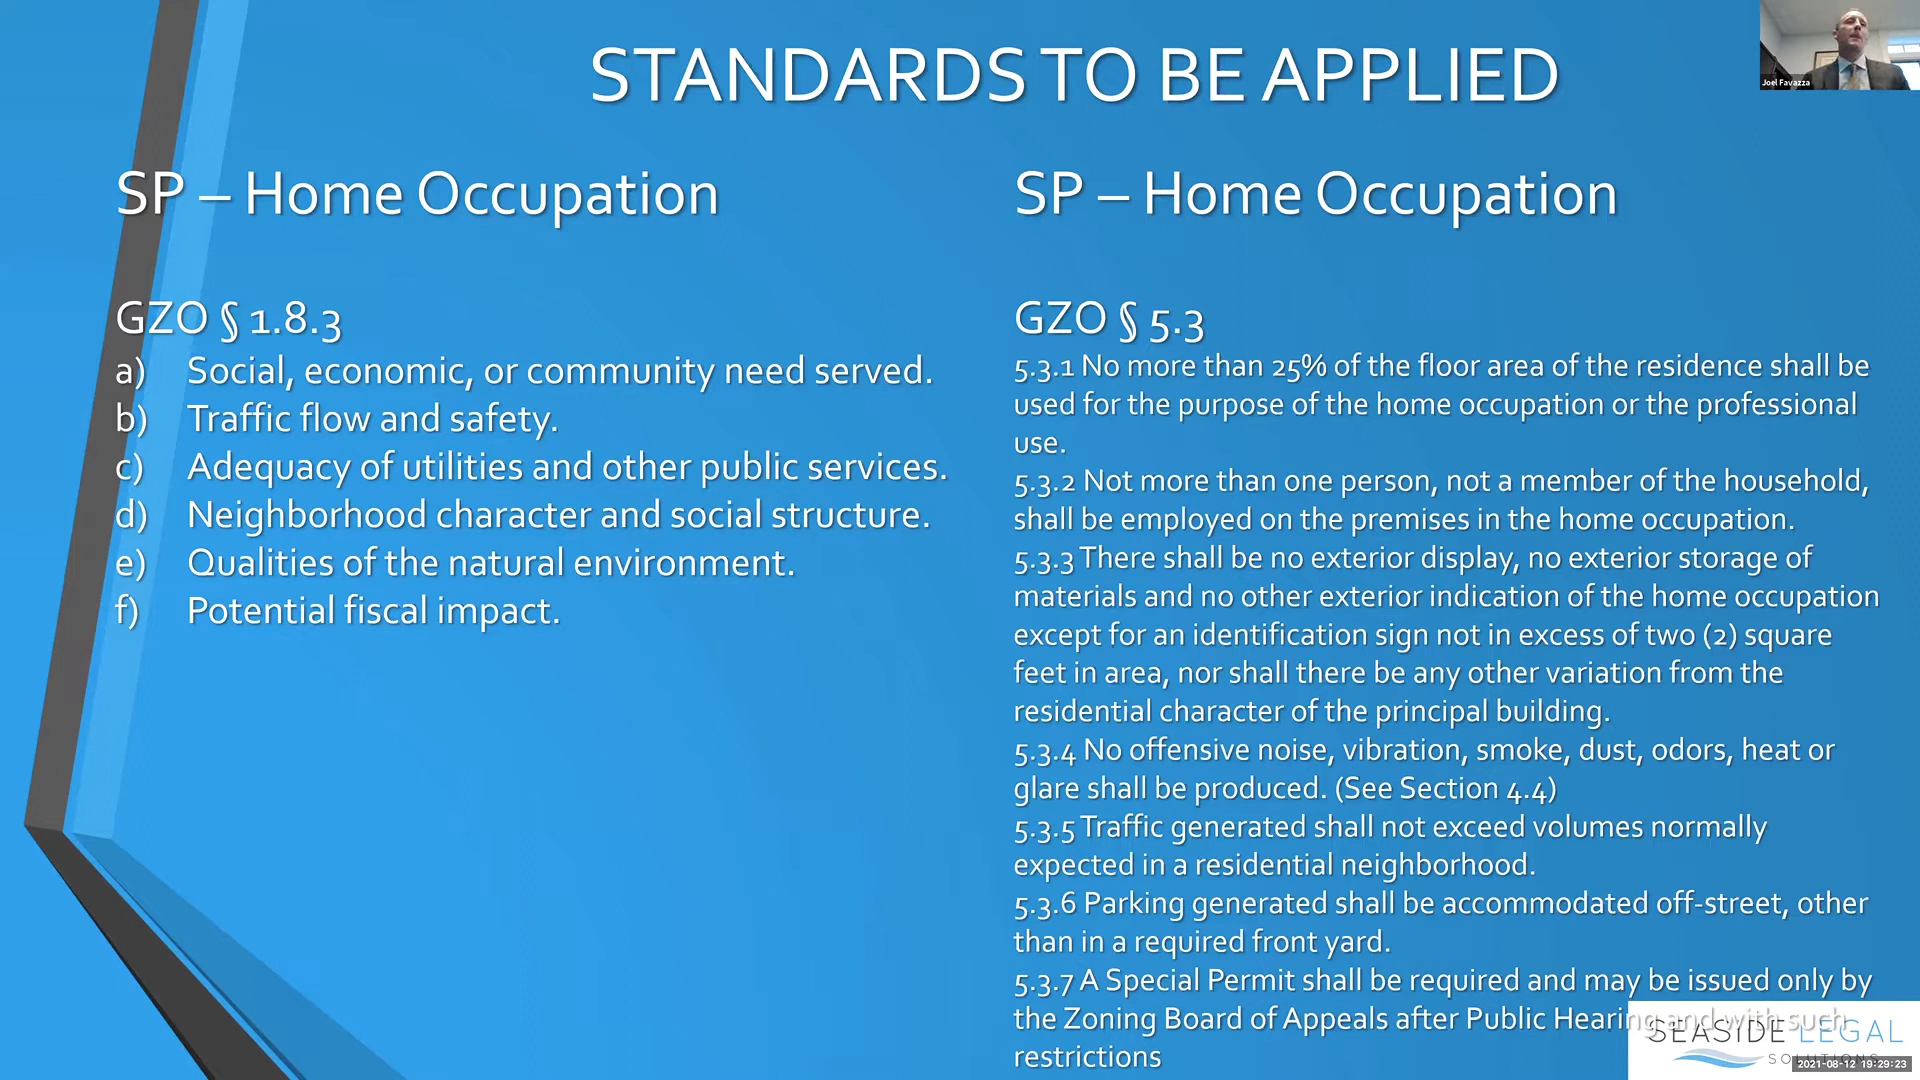 STANDARDS TO BE APPLIED
Joel Favazza
SP – Home Occupation
GZO § 1.8.3
a) Social, economic, or community need served.
b) Traffic flow and safety.
c) Adequacy of utilities and other public services.
d) Neighborhood character and social structure.
e) Qualities of the natural environment.
f) Potential fiscal impact.
SP – Home Occupation
GZO § 5.3
5.3.1 No more than 25% of the floor area of the residence shall be
used for the purpose of the home occupation or the professional
use.
5.3.2 Not more than one person, not a member of the household,
shall be employed on the premises in the home occupation.
5.3.3 There shall be no exterior display, no exterior storage of
materials and no other exterior indication of the home occupation
except for an identification sign not in excess of two (2) square
feet in area, nor shall there be any other variation from the
residential character of the principal building.
5.3.4 No offensive noise, vibration, smoke, dust, odors, heat or
glare shall be produced. (See Section 4.4)
5.3.5 Traffic generated shall not exceed volumes normally
expected in a residential neighborhood.
5.3.6 Parking generated shall be accommodated off-street, other
than in a required front yard.
5.3.7 A Special Permit shall be required and may be issued only by
the Zoning Board of Appeals after Public Hearing and with such
restrictions
SEASIDE LEGAL
SOLUTIONS
2021-08-12 19:29:23